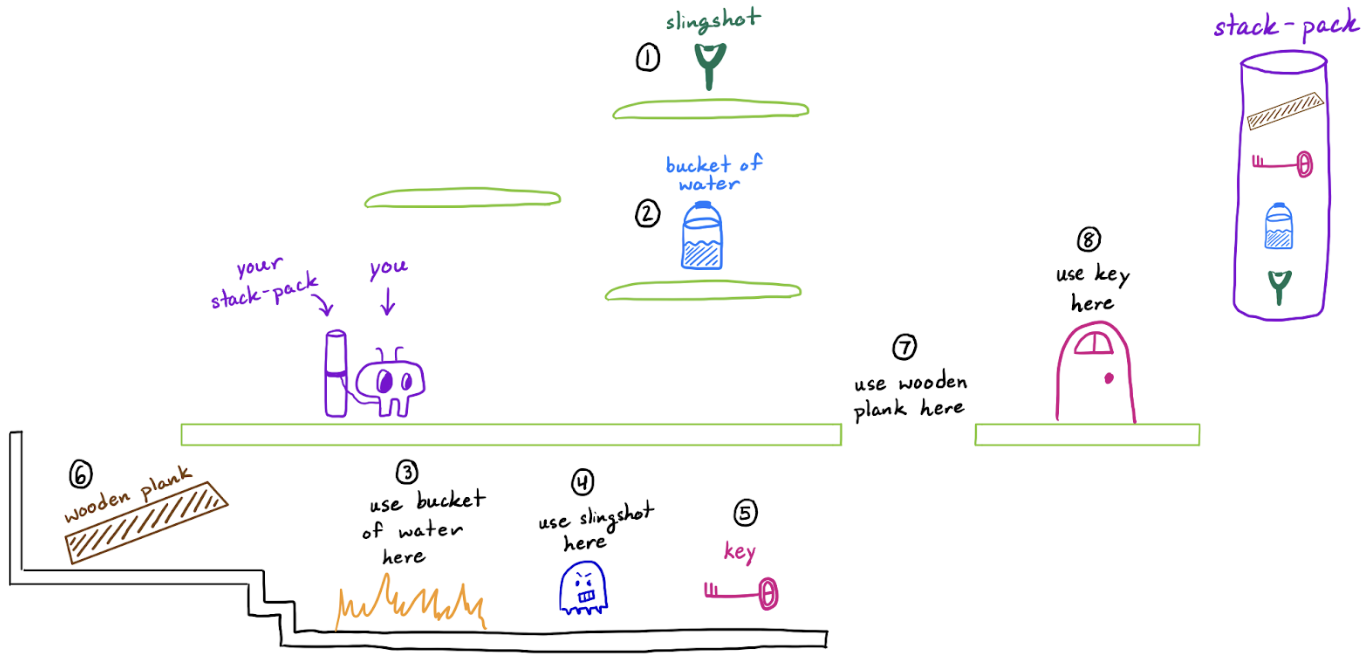 slingshot
①
stack-pack
bucket of
water
②
your
stack-pack
you
⑧
use key
here
⑦
use wooden
plank here
⑥
wooden plank
③
use bucket
of water
here
④
use slingshot
here
⑤
key